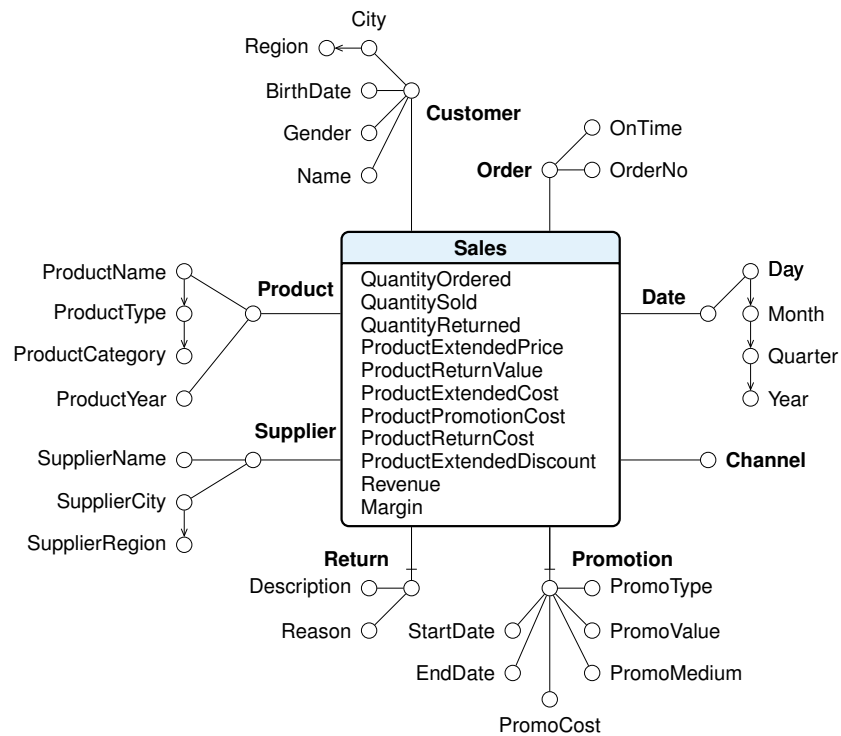 City
Region
BirthDate
Customer
Gender
OnTime
Order
OrderNo
Name
Sales
ProductName
Product
QuantityOrdered
QuantitySold
QuantityReturned
ProductExtendedPrice
ProductReturnValue
ProductExtendedCost
ProductPromotionCost
ProductReturnCost
ProductExtendedDiscount
Revenue
Margin
Date
Day
ProductType
Month
ProductCategory
Quarter
ProductYear
Year
Supplier
SupplierName
Channel
SupplierCity
SupplierRegion
Return
Promotion
Description
PromoType
Reason
StartDate
PromoValue
EndDate
PromoMedium
PromoCost